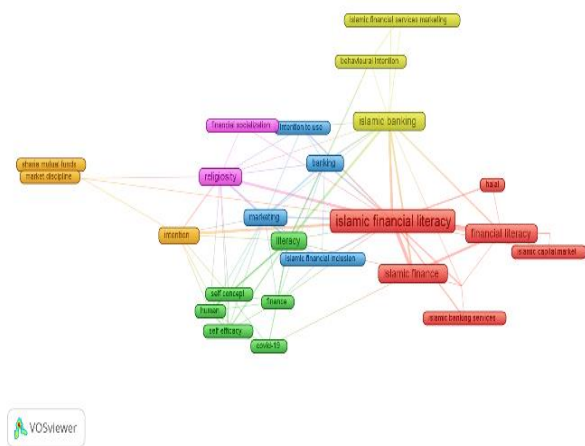 islamic financial services marketing
behavioural intention
islamic banking
financial socialization
intention to use
banking
sharia mutual funds
market discipline
religiosity
halal
marketing
islamic financial literacy
intention
literacy
financial literacy
islamic capital market
islamic financial inclusion
islamic finance
self concept
finance
human
islamic banking services
self efficacy
covid-19
VOSviewer